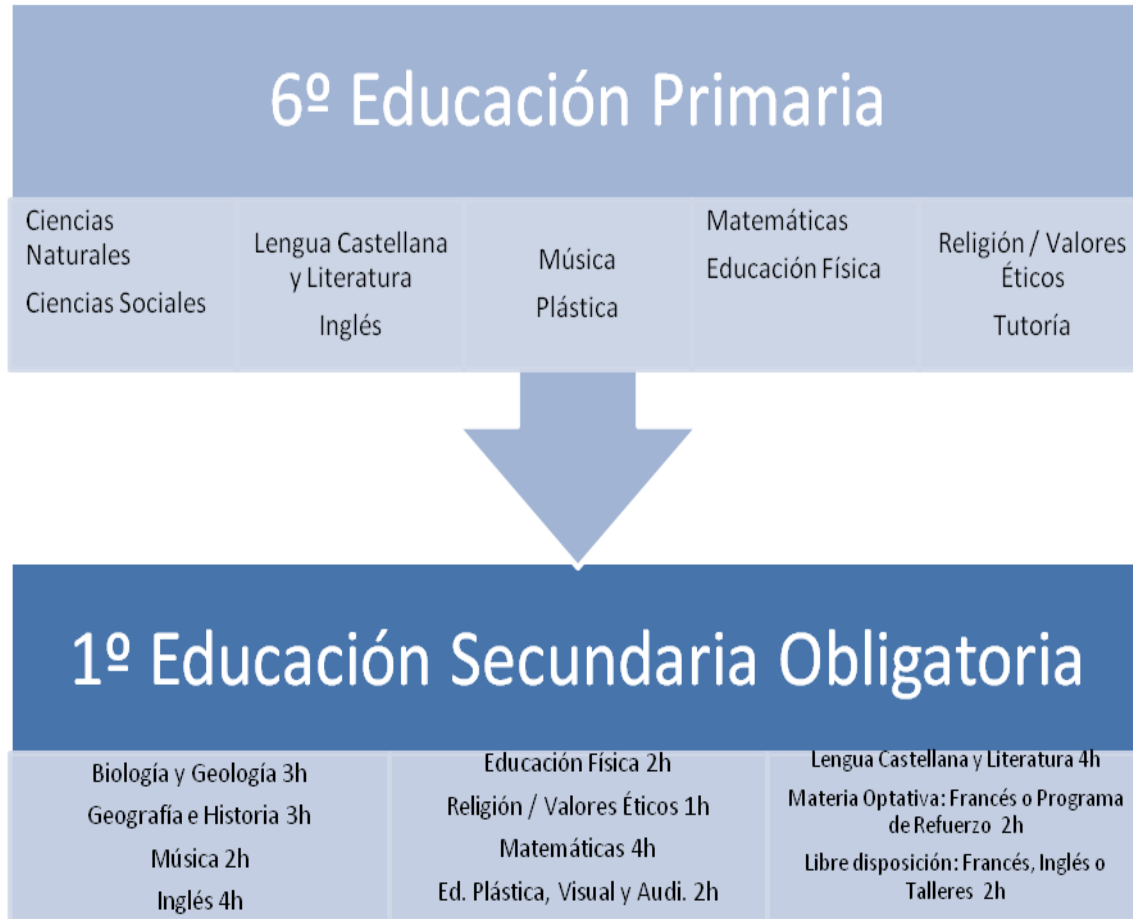 6º Educación Primaria
Ciencias
Naturales
Ciencias Sociales
Lengua Castellana
y Literatura
Inglés
Música
Plástica
Matemáticas
Educación Física
Religión / Valores
Éticos
Tutoría
1º Educación Secundaria Obligatoria
Biología y Geología 3h
Geografía e Historia 3h
Música 2h
Inglés 4h
Educación Física 2h
Religión / Valores Éticos 1h
Matemáticas 4h
Ed. Plástica, Visual y Audi. 2h
Lengua Castellana y Literatura 4h
Materia Optativa: Francés o Programa
de Refuerzo 2h
Libre disposición: Francés, Inglés o
Talleres 2h